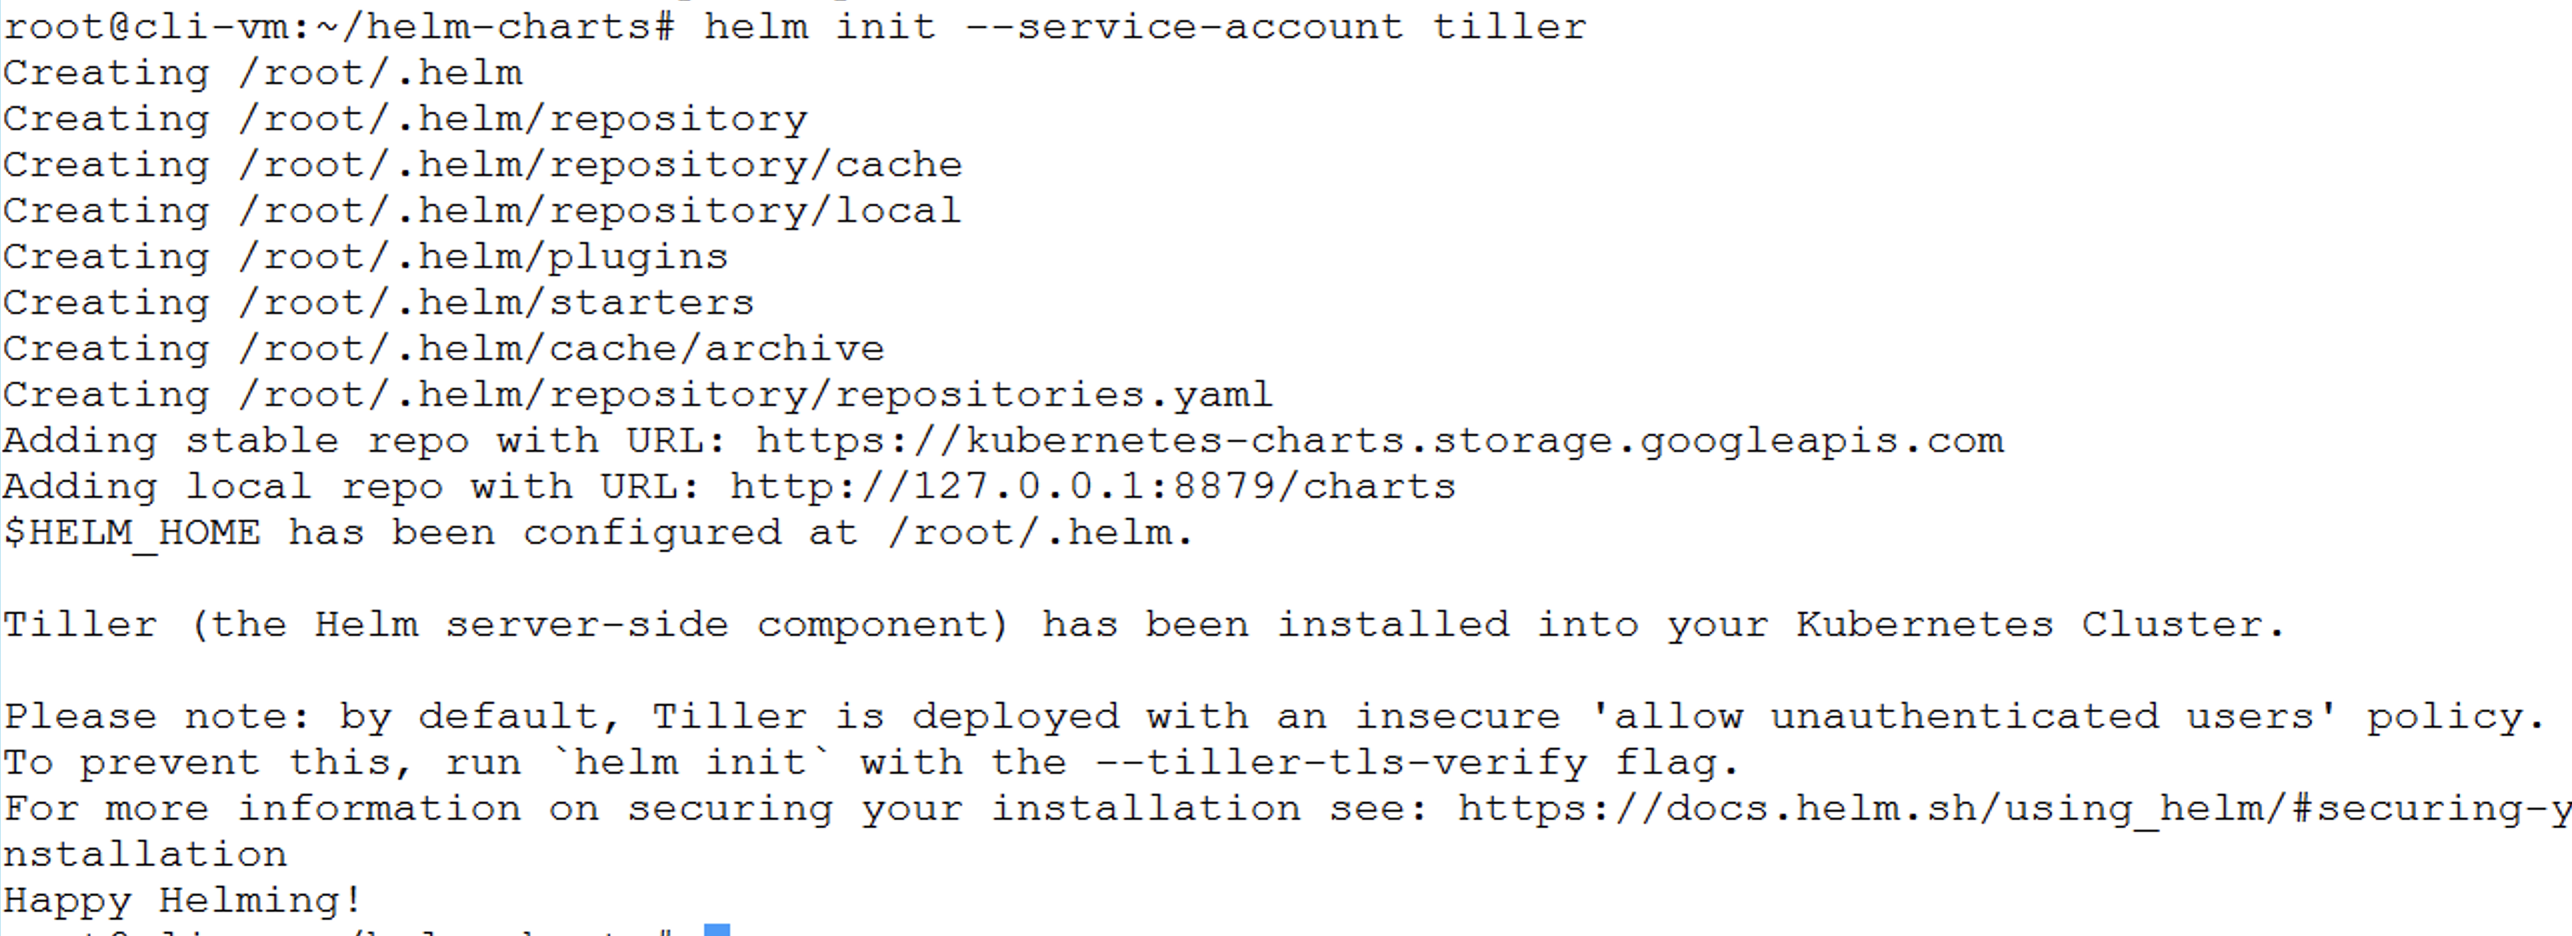 root@cli-vm:~/helm-charts# helm init --service-account tiller
Creating /root/.helm
Creating /root/.helm/repository
Creating /root/.helm/repository/cache
Creating /root/.helm/repository/local
Creating /root/.helm/plugins
Creating /root/.helm/starters
Creating /root/.helm/cache/archive
Creating /root/.helm/repository/repositories.yaml
Adding stable repo with URL: https://kubernetes-charts.storage.googleapis.com
Adding local repo with URL: http://127.0.0.1:8879/charts
$HELM_HOME has been configured at /root/.helm.
Tiller (the Helm server-side component) has been installed into your Kubernetes Cluster.
Please note: by default, Tiller is deployed with an insecure 'allow unauthenticated users' policy.
To prevent this, run `helm init` with the --tiller-tls-verify flag.
For more information on securing your installation see: https://docs.helm.sh/using_helm/#securing-y
nstallation
Happy Helming!